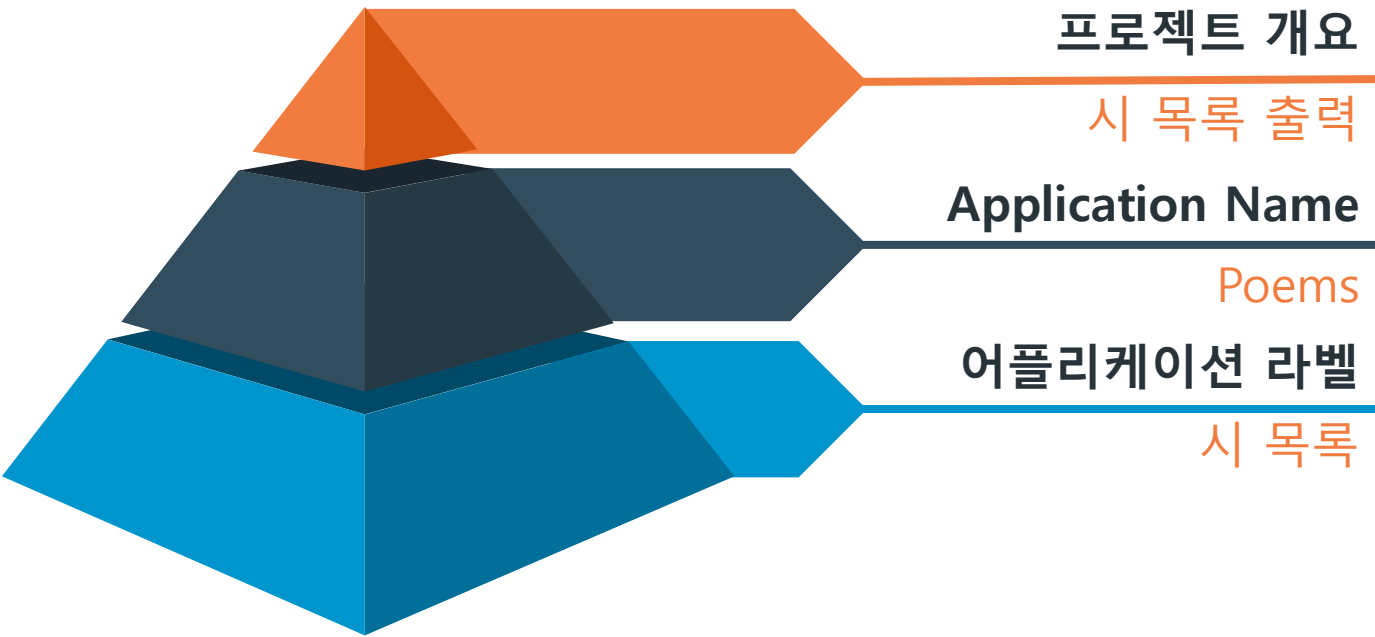 프로젝트 개요
시 목록 출력
Application Name
Poems
어플리케이션 라벨
시 목록